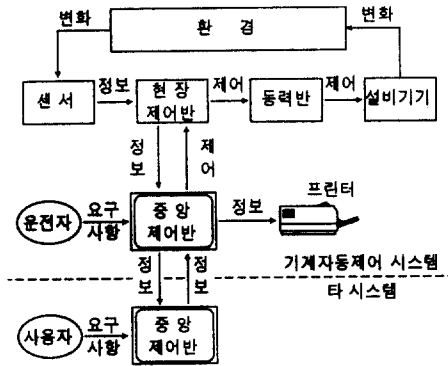 변화
환 경
변화
센 서
정보
현 장
제어반
제어
동력반
제어
설비기기
정
보
제
어
운전자
요구
사항
중 앙
제어반
정보
프린터
정
보
정
보
기계자동제어 시스템
타 시스템
사용자
요구
사항
중 앙
제어반